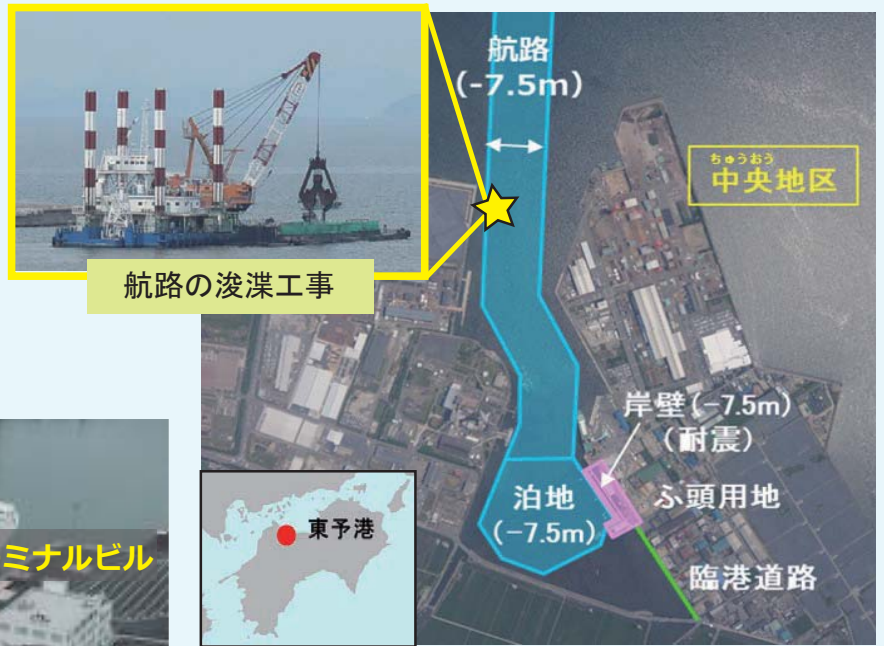 航路
(-7.5m)
ちゅうおう
中央地区
航路の浚渫工事
岸壁(-7.5m)
(耐震)
泊地
(-7.5m)
ふ頭用地
臨港道路
東予港
ミナルビル